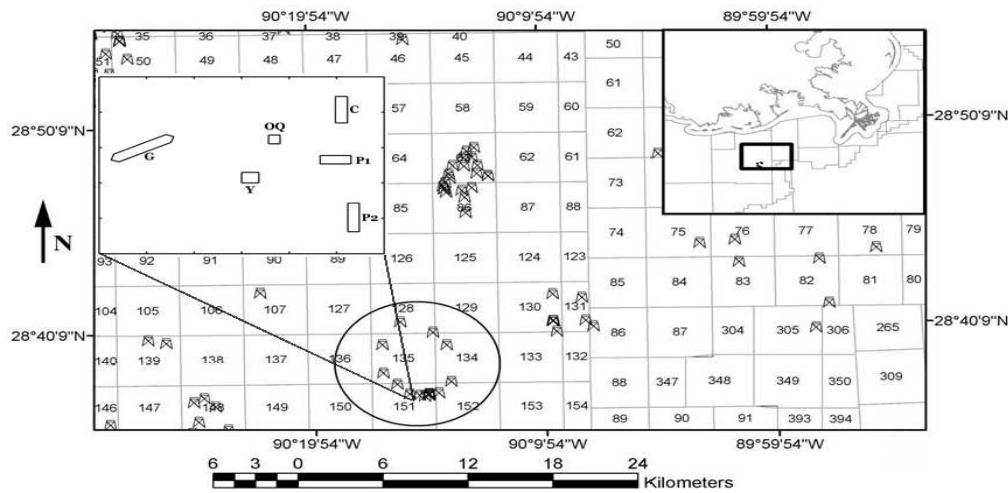 90°19'54"W 90°9'54"W 89°59'54"W
35 36 37 38 39 40
51 50 49 48 47 46 45 44 43 50
61
57 58 59 60
28°50'9"N 28°50'9"N
C
OQ
62
G P1
64 62 61
Y
73
P2
85 86 87 88
74 75 76 77 78 79
93 92 91 90 89 126 125 124 123
85 84 83 82 81 80
104 105 106 107 127 128 129 130 131
28°40'9"N 28°40'9"N
86 87 304 305 306 265
140 139 138 137 136 135 134 133 132
N
88 347 348 349 350 309
146 147 148 149 150 151 152 153 154
89 90 91 393 394
90°19'54"W 90°9'54"W 89°59'54"W
6 3 0 6 12 18 24
Kilometers